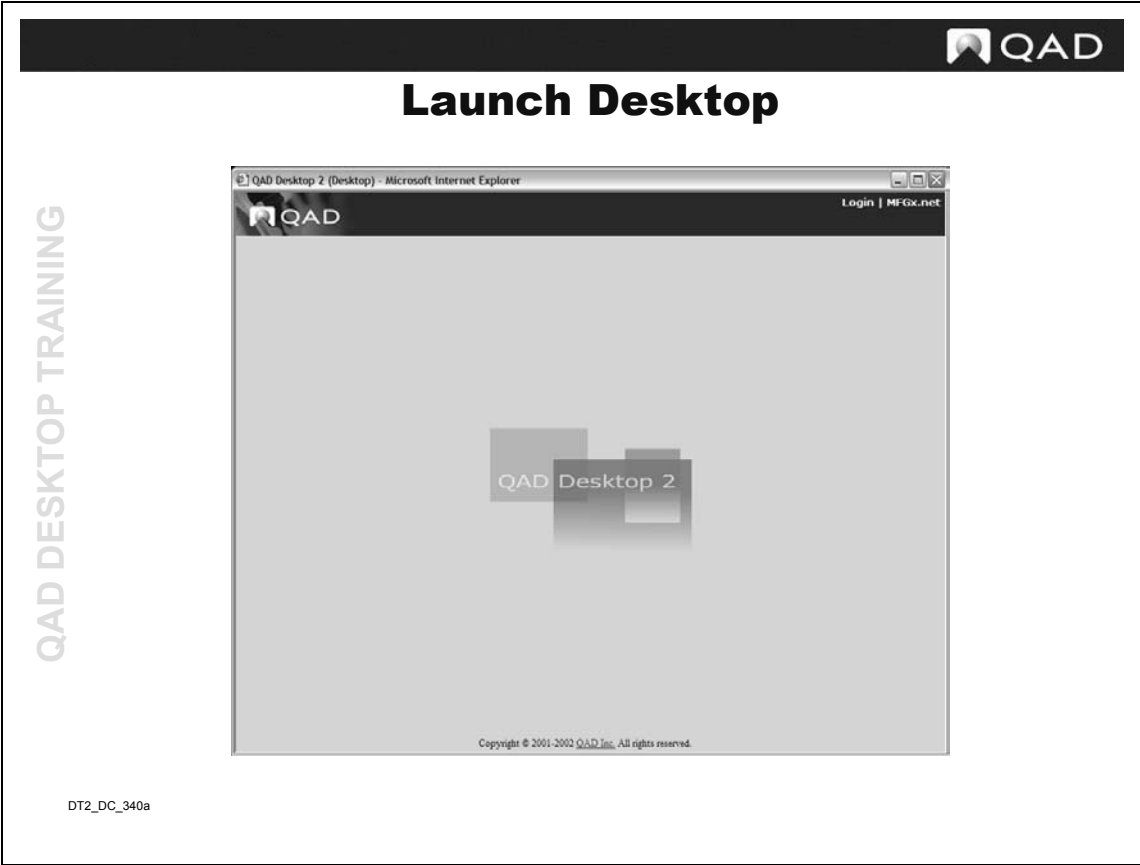 QAD
Launch Desktop
QAD DESKTOP TRAINING
QAD Desktop 2 (Desktop) - Microsoft Internet Explorer
QAD
Login | MFGx.net
QAD Desktop 2
Copyright © 2001-2002 QAD Inc. All rights reserved.
DT2_DC_340a